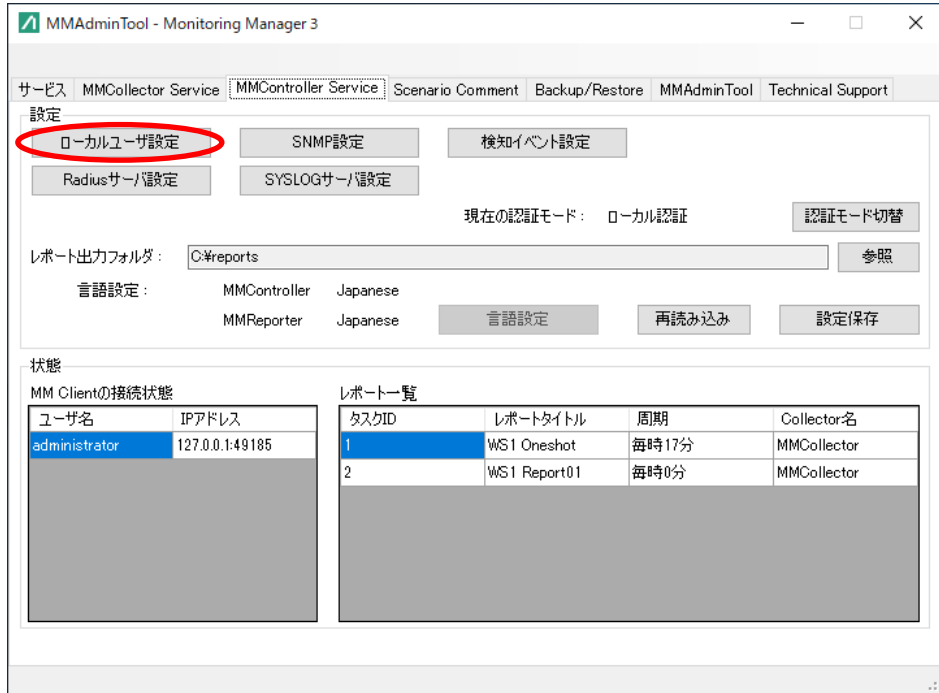 MMAdminTool - Monitoring Manager 3
サービス MMCollector Service MMController Service Scenario Comment Backup/Restore MMAdminTool Technical Support
設定
ローカルユーザ設定 SNMP設定 検知イベント設定
Radiusサーバ設定 SYSLOGサーバ設定
現在の認証モード： ローカル認証 認証モード切替
レポート出力フォルダ： C:¥reports 参照
言語設定： MMController Japanese
MMReporter Japanese 言語設定 再読み込み 設定保存
状態
MM Clientの接続状態 レポート一覧
ユーザ名 IPアドレス タスクID レポートタイトル 周期 Collector名
administrator 127.0.0.1:49185 1 WS1 Oneshot 毎時17分 MMCollector
2 WS1 Report01 毎時0分 MMCollector